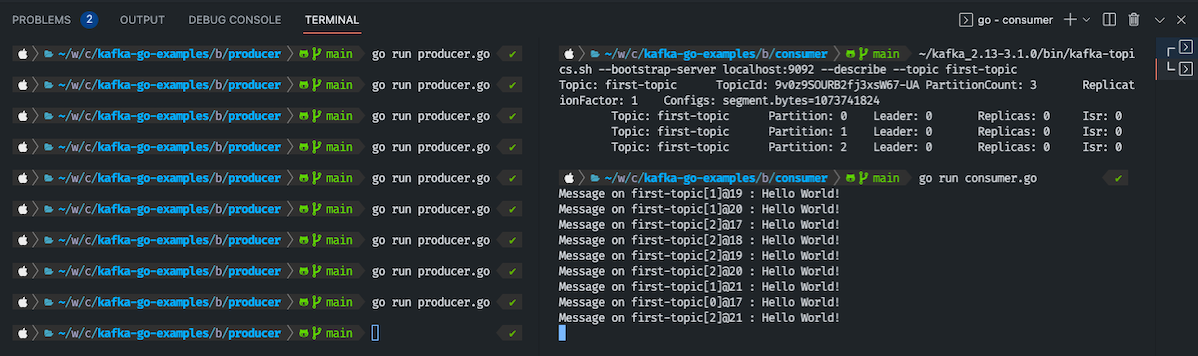 PROBLEMS 2 OUTPUT DEBUG CONSOLE TERMINAL go - consumer
~/w/c/kafka-go-examples/b/producer main go run producer.go ✔
~/w/c/kafka-go-examples/b/producer main go run producer.go ✔
~/w/c/kafka-go-examples/b/producer main go run producer.go ✔
~/w/c/kafka-go-examples/b/producer main go run producer.go ✔
~/w/c/kafka-go-examples/b/producer main go run producer.go ✔
~/w/c/kafka-go-examples/b/producer main go run producer.go ✔
~/w/c/kafka-go-examples/b/producer main go run producer.go ✔
~/w/c/kafka-go-examples/b/producer main go run producer.go ✔
~/w/c/kafka-go-examples/b/producer main go run producer.go ✔
~/w/c/kafka-go-examples/b/producer main ✔
~/w/c/kafka-go-examples/b/consumer main ~/kafka_2.13-3.1.0/bin/kafka-topi
cs.sh --bootstrap-server localhost:9092 --describe --topic first-topic
Topic: first-topic TopicId: 9v0z9SOURB2fj3xsW67-UA PartitionCount: 3 Replicat
ionFactor: 1 Configs: segment.bytes=1073741824
Topic: first-topic Partition: 0 Leader: 0 Replicas: 0 Isr: 0
Topic: first-topic Partition: 1 Leader: 0 Replicas: 0 Isr: 0
Topic: first-topic Partition: 2 Leader: 0 Replicas: 0 Isr: 0
~/w/c/kafka-go-examples/b/consumer main go run consumer.go ✔
Message on first-topic[1]@19 : Hello World!
Message on first-topic[1]@20 : Hello World!
Message on first-topic[2]@17 : Hello World!
Message on first-topic[2]@18 : Hello World!
Message on first-topic[2]@19 : Hello World!
Message on first-topic[2]@20 : Hello World!
Message on first-topic[1]@21 : Hello World!
Message on first-topic[0]@17 : Hello World!
Message on first-topic[2]@21 : Hello World!